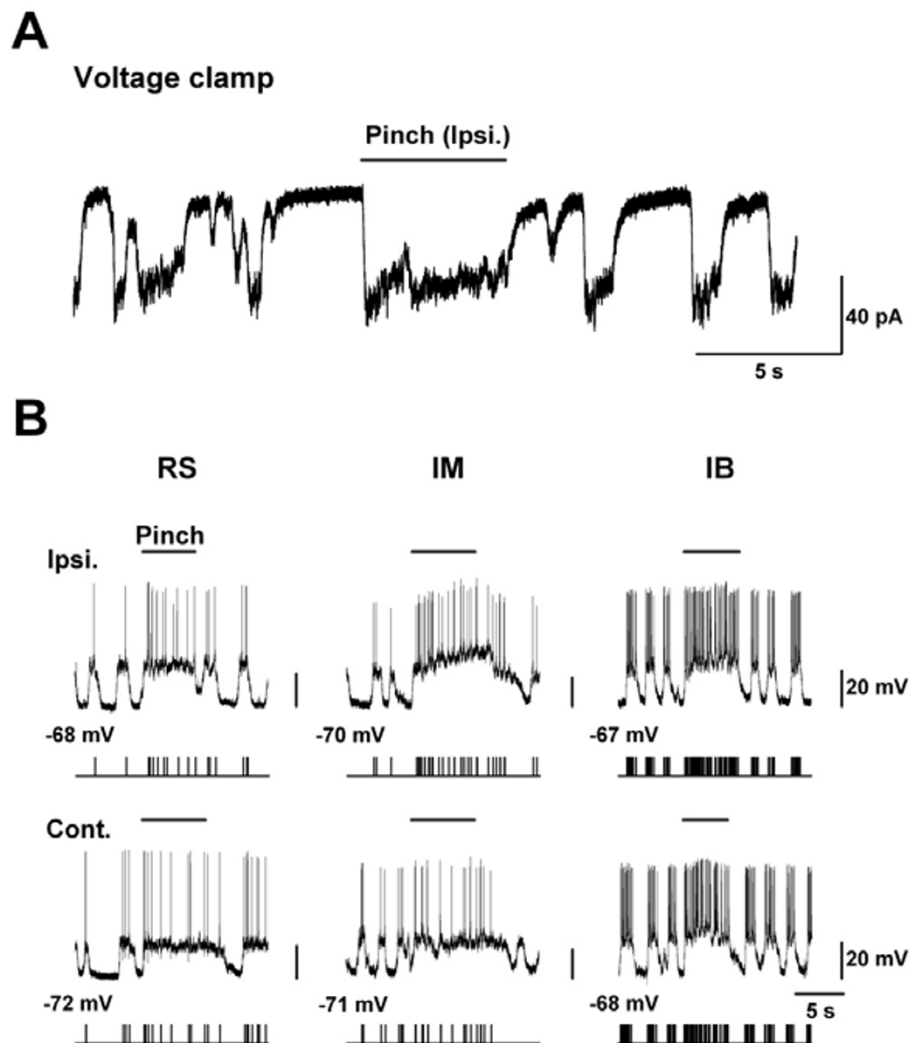 A
Voltage clamp
Pinch (Ipsi.)
40 pA
5 s
B
RS IM IB
Pinch
Ipsi.
20 mV
-68 mV -70 mV -67 mV
Cont.
20 mV
-72 mV -71 mV -68 mV
5 s